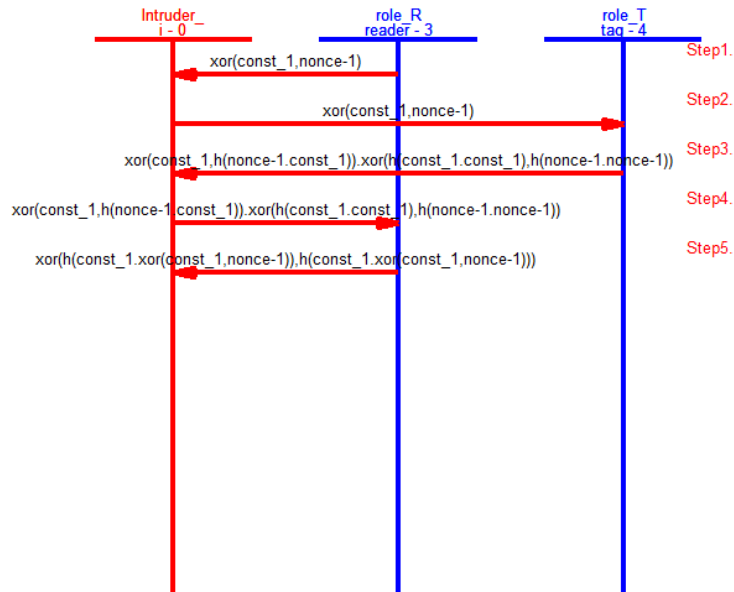 Intruder_ role_R role_T
i - 0 reader - 3 tag - 4
Step1.
xor(const_1,nonce-1)
Step2.
xor(const_1,nonce-1)
Step3.
xor(const_1,h(nonce-1.const_1)).xor(h(const_1.const_1),h(nonce-1.nonce-1))
Step4.
xor(const_1,h(nonce-1.const_1)).xor(h(const_1.const_1),h(nonce-1.nonce-1))
Step5.
xor(h(const_1.xor(const_1,nonce-1)),h(const_1.xor(const_1,nonce-1)))